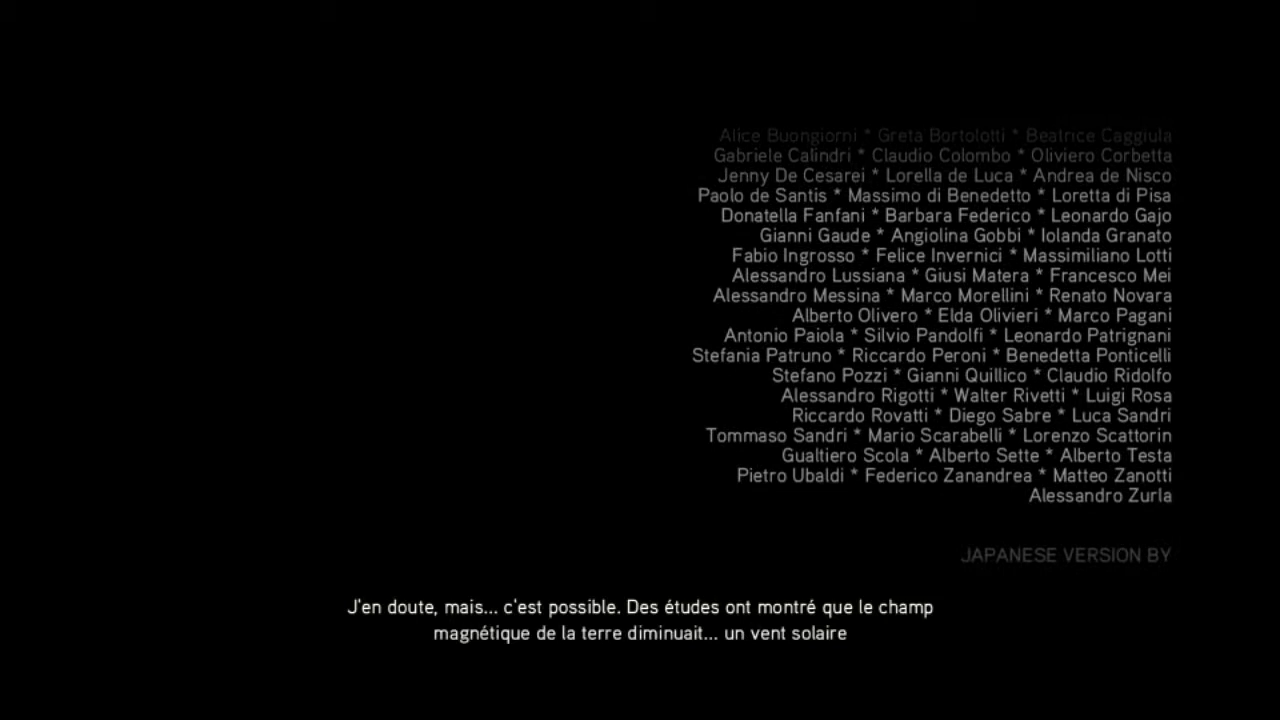 Alice Buongiorni * Greta Bortolotti * Beatrice Caggiula
Gabriele Calindri * Claudio Colombo * Oliviero Corbetta
Jenny De Cesarei * Lorella de Luca * Andrea de Nisco
Paolo de Santis * Massimo di Benedetto * Loretta di Pisa
Donatella Fanfani * Barbara Federico * Leonardo Gajo
Gianni Gaude * Angiolina Gobbi * Iolanda Granato
Fabio Ingrosso * Felice Invernici * Massimiliano Lotti
Alessandro Lussiana * Giusi Matera * Francesco Mei
Alessandro Messina * Marco Morellini * Renato Novara
Alberto Olivero * Elda Olivieri * Marco Pagani
Antonio Paiola * Silvio Pandolfi * Leonardo Patrignani
Stefania Patruno * Riccardo Peroni * Benedetta Ponticelli
Stefano Pozzi * Gianni Quillico * Claudio Ridolfo
Alessandro Rigotti * Walter Rivetti * Luigi Rosa
Riccardo Rovatti * Diego Sabre * Luca Sandri
Tommaso Sandri * Mario Scarabelli * Lorenzo Scattorin
Gualtiero Scola * Alberto Sette * Alberto Testa
Pietro Ubaldi * Federico Zanandrea * Matteo Zanotti
Alessandro Zurla
JAPANESE VERSION BY
J'en doute, mais... c'est possible. Des études ont montré que le champ
magnétique de la terre diminuait... un vent solaire